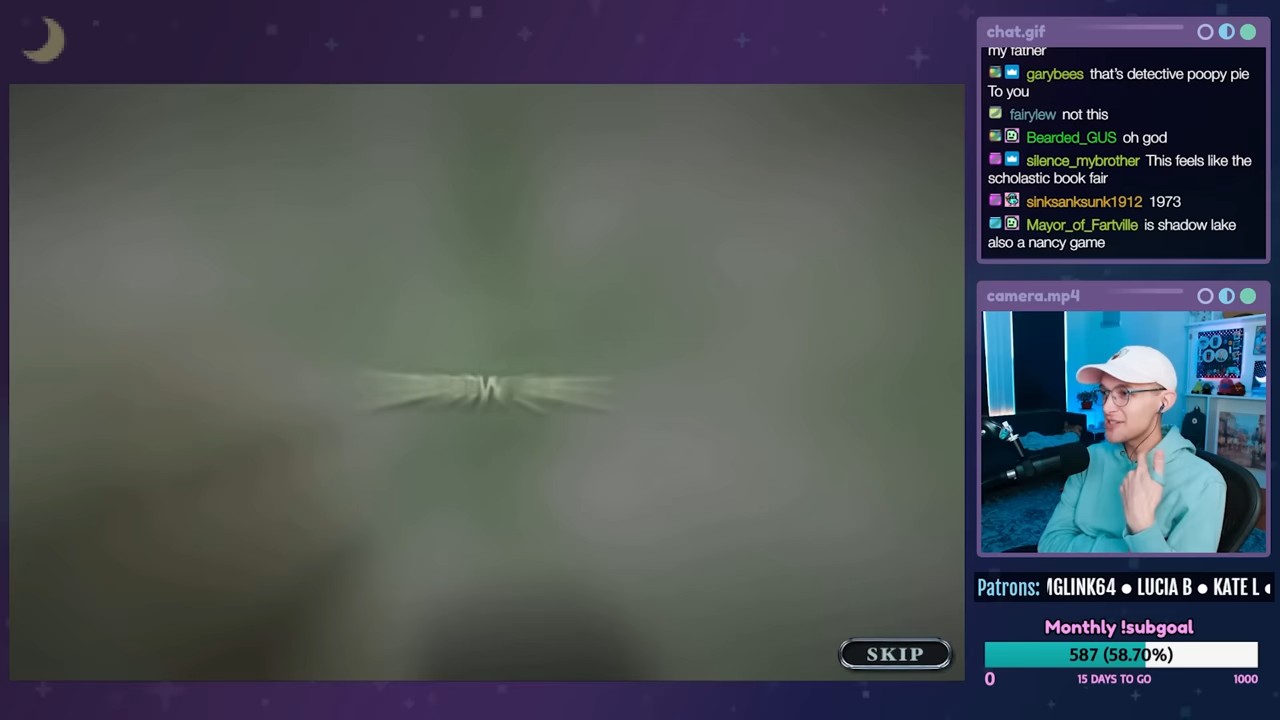 chat.gif
my father
garybees that's detective poopy pie
To you
fairylew not this
Bearded_GUS oh god
silence_mybrother This feels like the
scholastic book fair
sinksanksunk1912 1973
Mayor_of_Fartville is shadow lake
also a nancy game
camera.mp4
SKIP
Patrons: MGLINK64 ● LUCIA B ● KATE L
Monthly !subgoal
587 (58.70%)
0 15 DAYS TO GO 1000